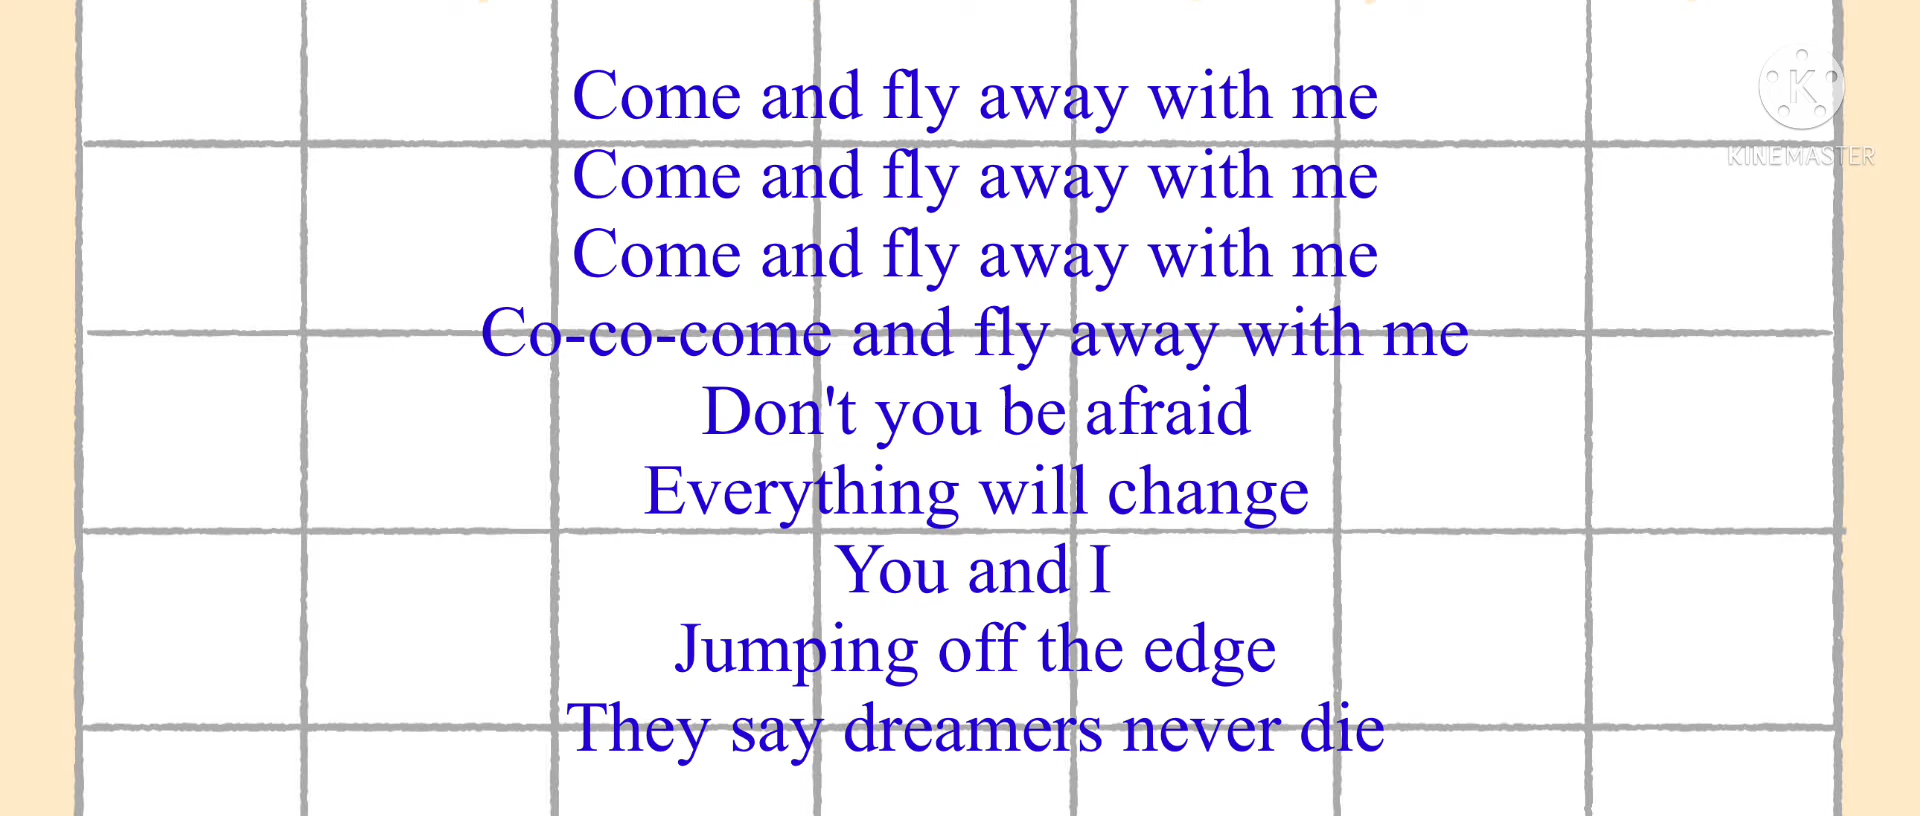 Come and fly away with me
K
KINEMASTER
Come and fly away with me
Come and fly away with me
Co-co-come and fly away with me
Don't you be afraid
Everything will change
You and I
Jumping off the edge
They say dreamers never die